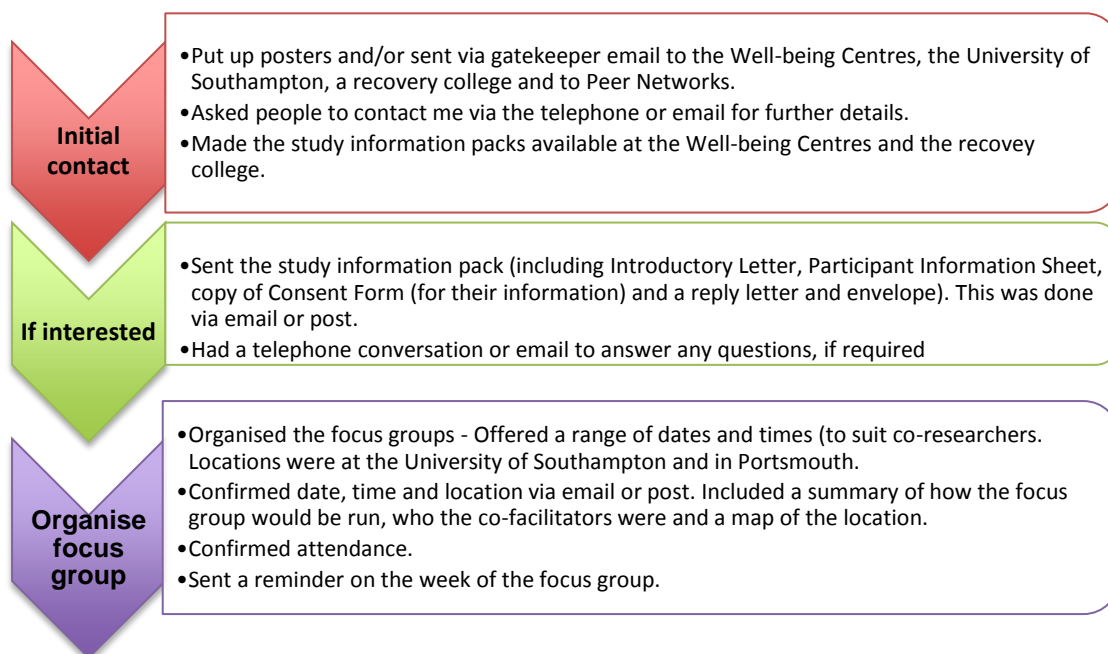 Initial
contact
•Put up posters and/or sent via gatekeeper email to the Well-being Centres, the University of
Southampton, a recovery college and to Peer Networks.
•Asked people to contact me via the telephone or email for further details.
•Made the study information packs available at the Well-being Centres and the recovey
college.
If interested
•Sent the study information pack (including Introductory Letter, Participant Information Sheet,
copy of Consent Form (for their information) and a reply letter and envelope). This was done
via email or post.
•Had a telephone conversation or email to answer any questions, if required
Organise
focus
group
•Organised the focus groups - Offered a range of dates and times (to suit co-researchers.
Locations were at the University of Southampton and in Portsmouth.
•Confirmed date, time and location via email or post. Included a summary of how the focus
group would be run, who the co-facilitators were and a map of the location.
•Confirmed attendance.
•Sent a reminder on the week of the focus group.